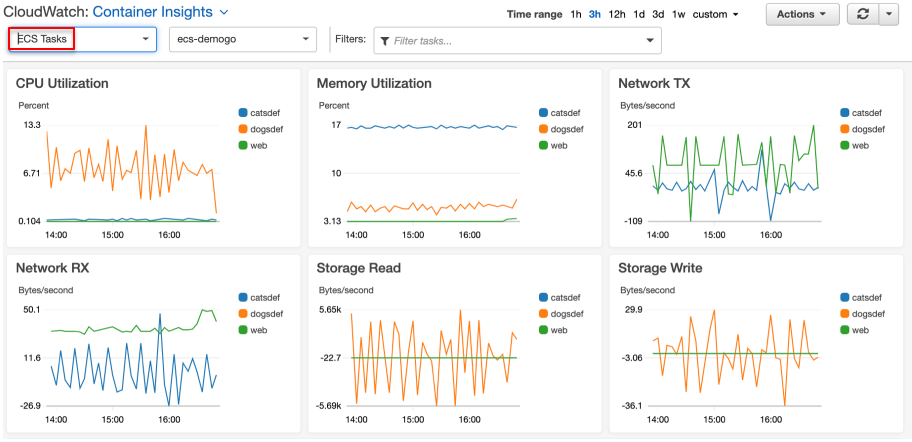 CloudWatch: Container Insights
Time range 1h 3h 12h 1d 3d 1w custom
Actions
ECS Tasks
ecs-demogo
Filters:
Filter tasks...
CPU Utilization
Percent
13.3
6.71
0.104
14:00 15:00 16:00
catsdef
dogsdef
web
Memory Utilization
Percent
17
10
3.13
14:00 15:00 16:00
catsdef
dogsdef
web
Network TX
Bytes/second
201
45.6
-109
14:00 15:00 16:00
catsdef
dogsdef
web
Network RX
Bytes/second
50.1
11.6
-26.9
14:00 15:00 16:00
catsdef
dogsdef
web
Storage Read
Bytes/second
5.65k
-22.7
-5.69k
14:00 15:00 16:00
catsdef
dogsdef
web
Storage Write
Bytes/second
29.9
-3.06
-36.1
14:00 15:00 16:00
catsdef
dogsdef
web